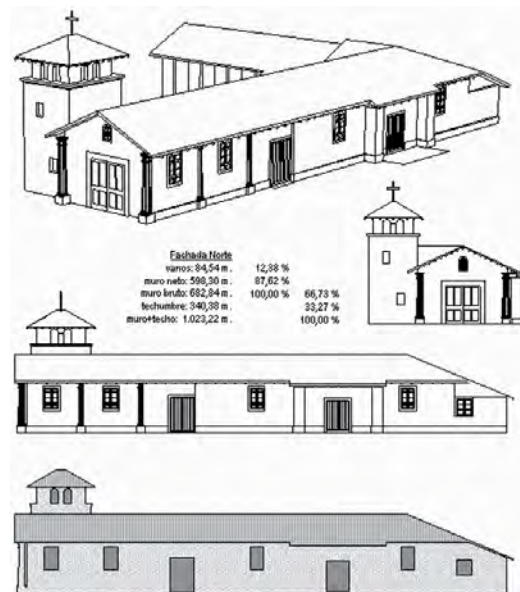 Fachada Norte
vanos: 84,54 m. 12,38 %
muro neto: 598,30 m. 87,62 %
muro bruto: 682,84 m. 100,00 % 66,73 %
techumbre: 340,38 m. 33,27 %
muro+techo: 1.023,22 m. 100,00 %